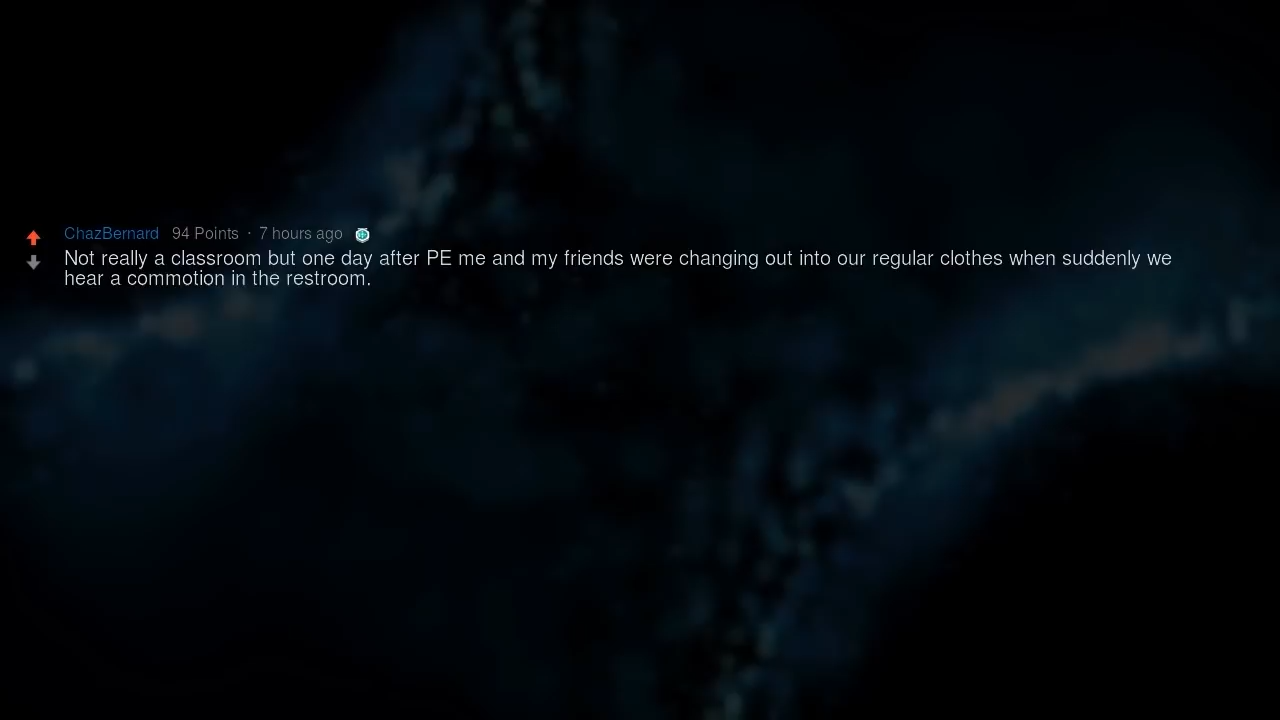 ChazBernard 94 Points · 7 hours ago
Not really a classroom but one day after PE me and my friends were changing out into our regular clothes when suddenly we
hear a commotion in the restroom.